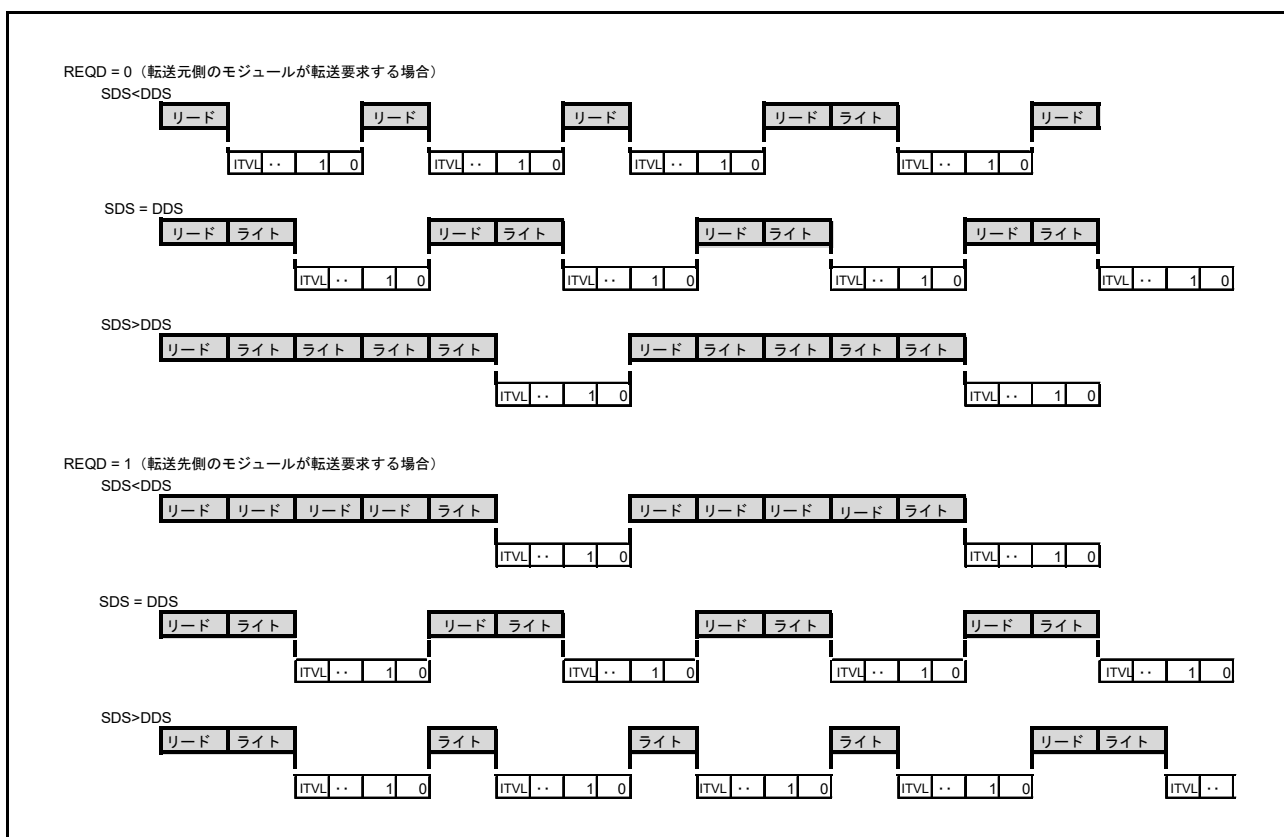 REQD = 0（転送元側のモジュールが転送要求する場合）
SDS<DDS
リード リード リード リード ライト リード
ITVL ‥ 1 0 ITVL ‥ 1 0 ITVL ‥ 1 0 ITVL ‥ 1 0
SDS = DDS
リード ライト リード ライト リード ライト リード ライト
ITVL ‥ 1 0 ITVL ‥ 1 0 ITVL ‥ 1 0 ITVL ‥ 1 0
SDS>DDS
リード ライト ライト ライト ライト リード ライト ライト ライト ライト
ITVL ‥ 1 0 ITVL ‥ 1 0
REQD = 1（転送先側のモジュールが転送要求する場合）
SDS<DDS
リード リード リード リード ライト リード リード リード リード ライト
ITVL ‥ 1 0 ITVL ‥ 1 0
SDS = DDS
リード ライト リード ライト リード ライト リード ライト
ITVL ‥ 1 0 ITVL ‥ 1 0 ITVL ‥ 1 0 ITVL ‥ 1 0
SDS>DDS
リード ライト ライト ライト ライト リード ライト
ITVL ‥ 1 0 ITVL ‥ 1 0 ITVL ‥ 1 0 ITVL ‥ 1 0 ITVL ‥